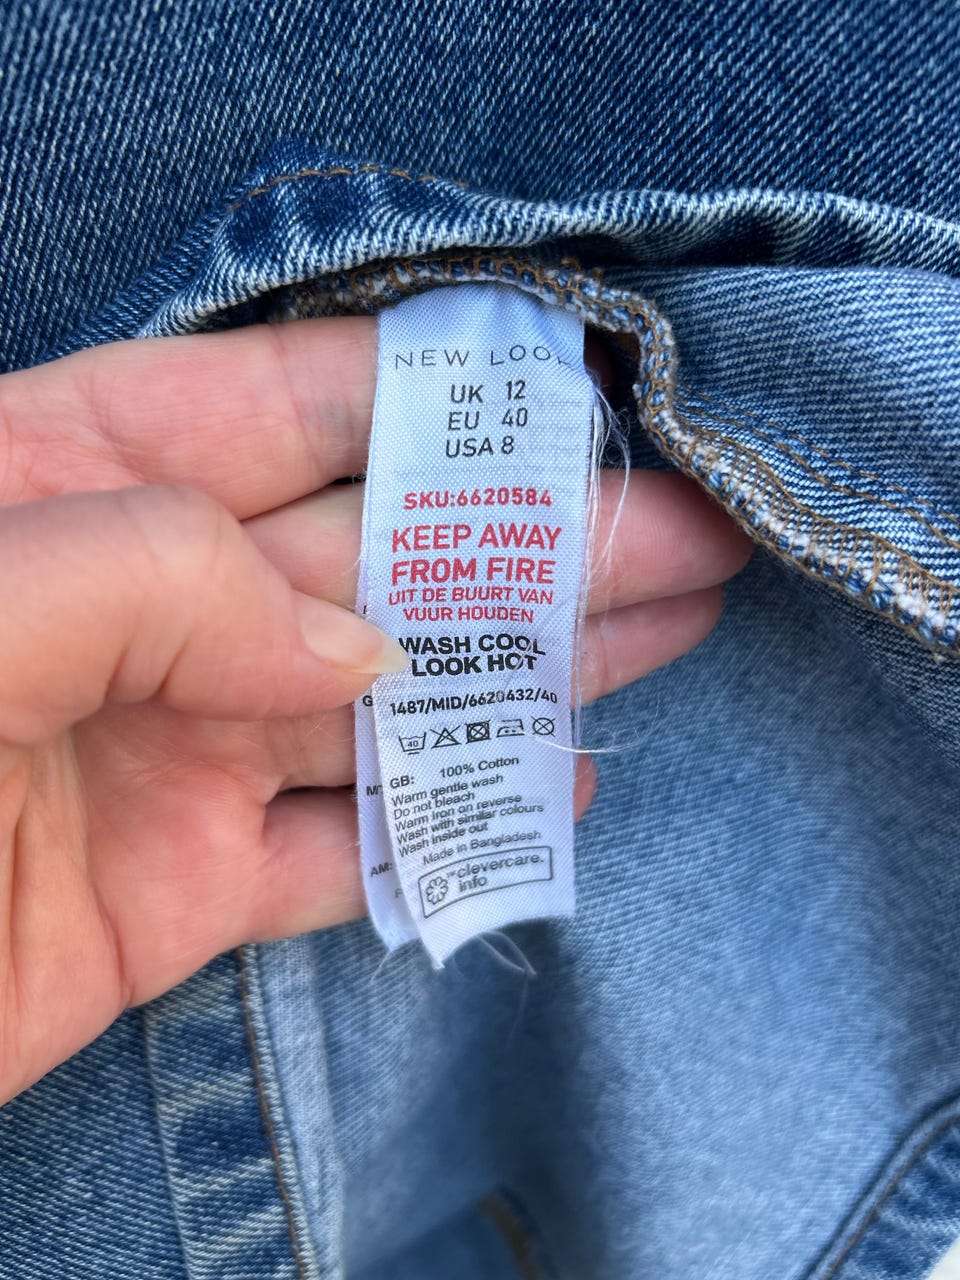 NEW LOOK
UK 12
EU 40
USA 8
SKU:6620584
KEEP AWAY
FROM FIRE
UIT DE BUURT VAN
VUUR HOUDEN
WASH COOL
LOOK HOT
1487/MID/6620432/40
40
GB: 100% Cotton
Warm gentle wash
Do not bleach
Warm iron on reverse
Wash with similar colours
Wash inside out
Made in Bangladesh
™clevercare.
info
AM: